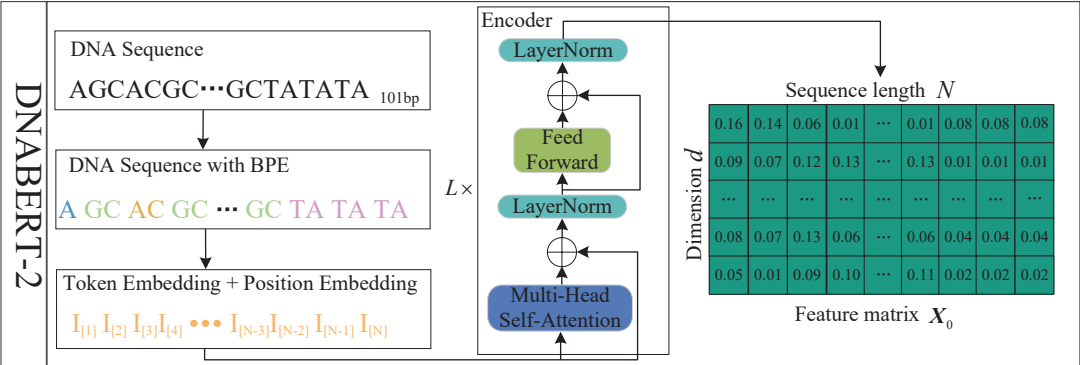 DNABERT-2
DNA Sequence
AGCACGC···GCTATATA 101bp
DNA Sequence with BPE
A GC AC GC ··· GC TA TA TA
Token Embedding + Position Embedding
I[1] I[2] I[3] I[4] ••• I[N-3] I[N-2] I[N-1] I[N]
Encoder
LayerNorm
Feed
Forward
L×
LayerNorm
Multi-Head
Self-Attention
Sequence length N
Dimension d
0.16 0.14 0.06 0.01 ··· 0.01 0.08 0.08 0.08
0.09 0.07 0.12 0.13 ··· 0.13 0.01 0.01 0.01
··· ··· ··· ··· ··· ··· ··· ··· ···
0.08 0.07 0.13 0.06 ··· 0.06 0.04 0.04 0.04
0.05 0.01 0.09 0.10 ··· 0.11 0.02 0.02 0.02
Feature matrix X0